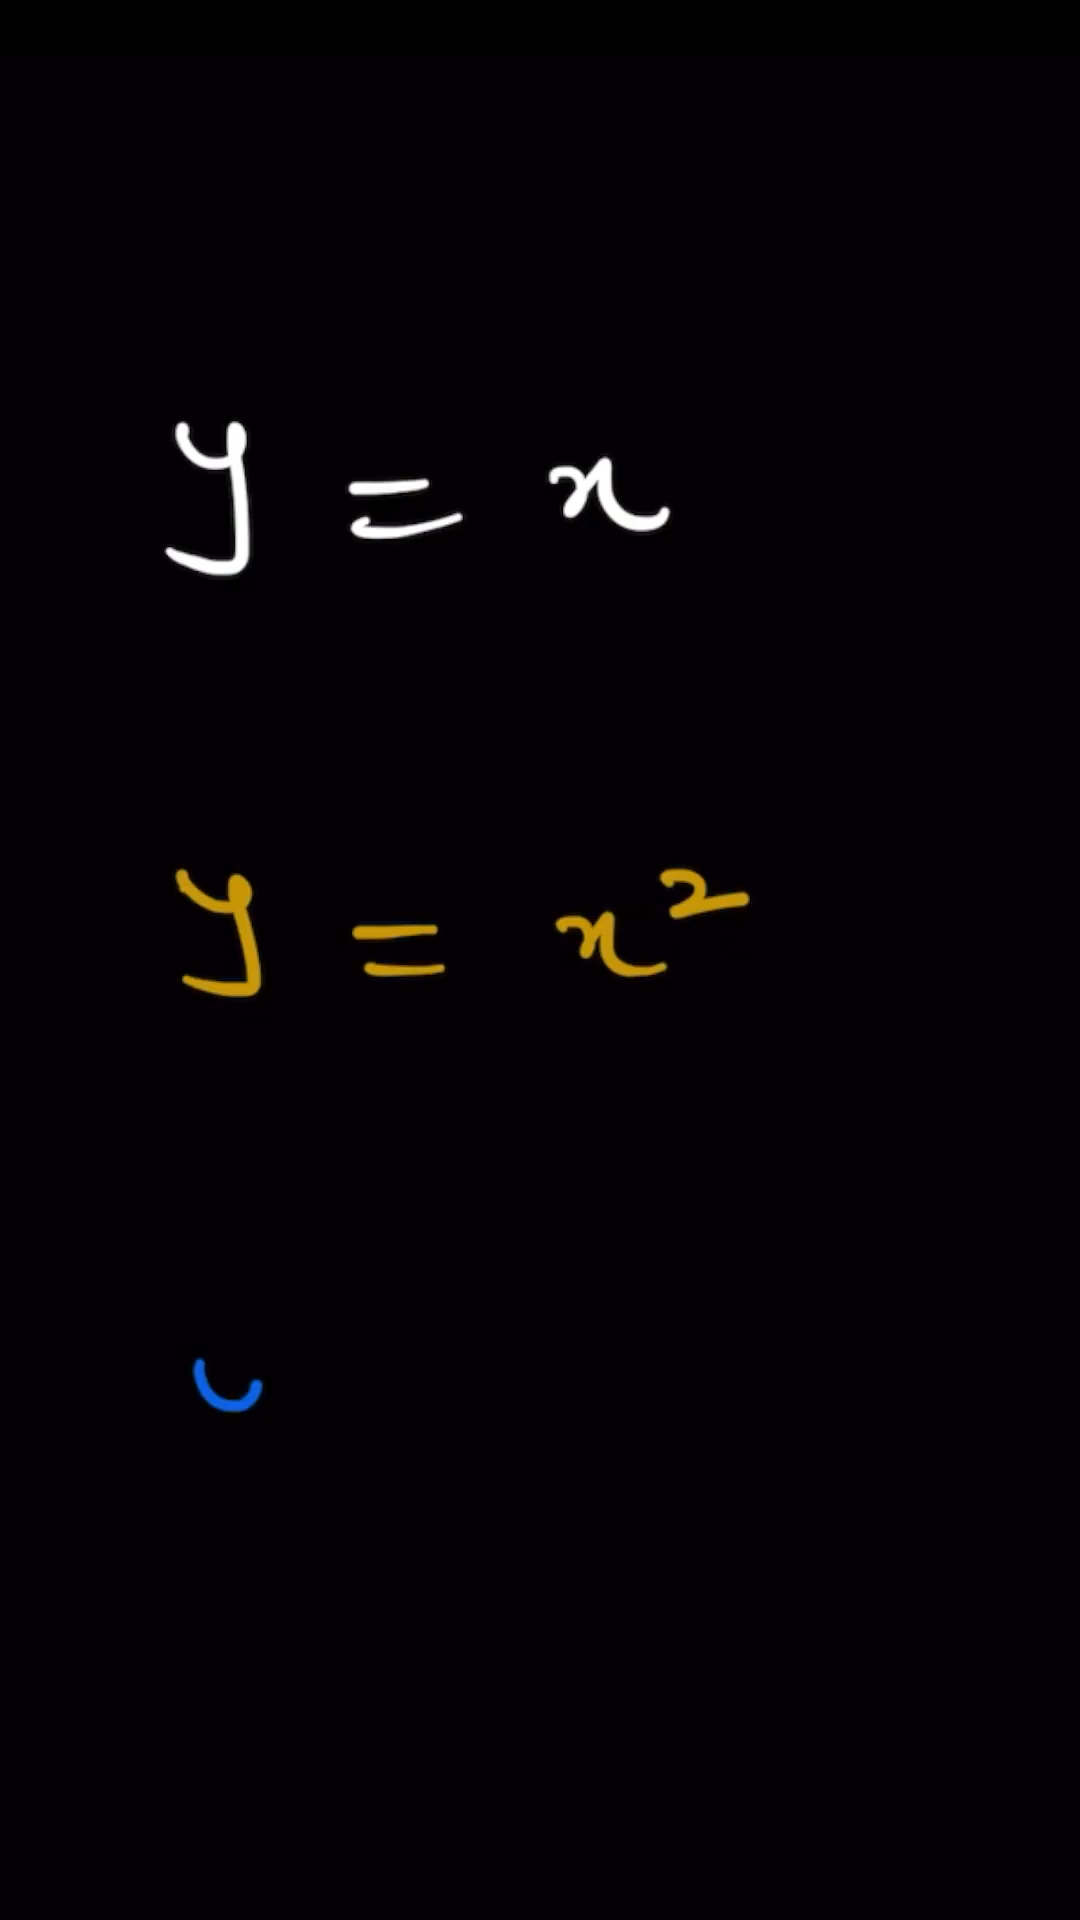 y = x
y = x²